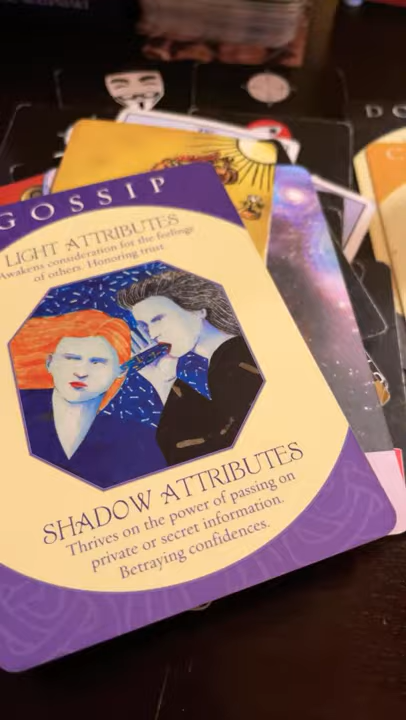 GOSSIP
LIGHT ATTRIBUTES
Awakens consideration for the feelings
of others. Honoring trust.
SHADOW ATTRIBUTES
Thrives on the power of passing on
private or secret information.
Betraying confidences.